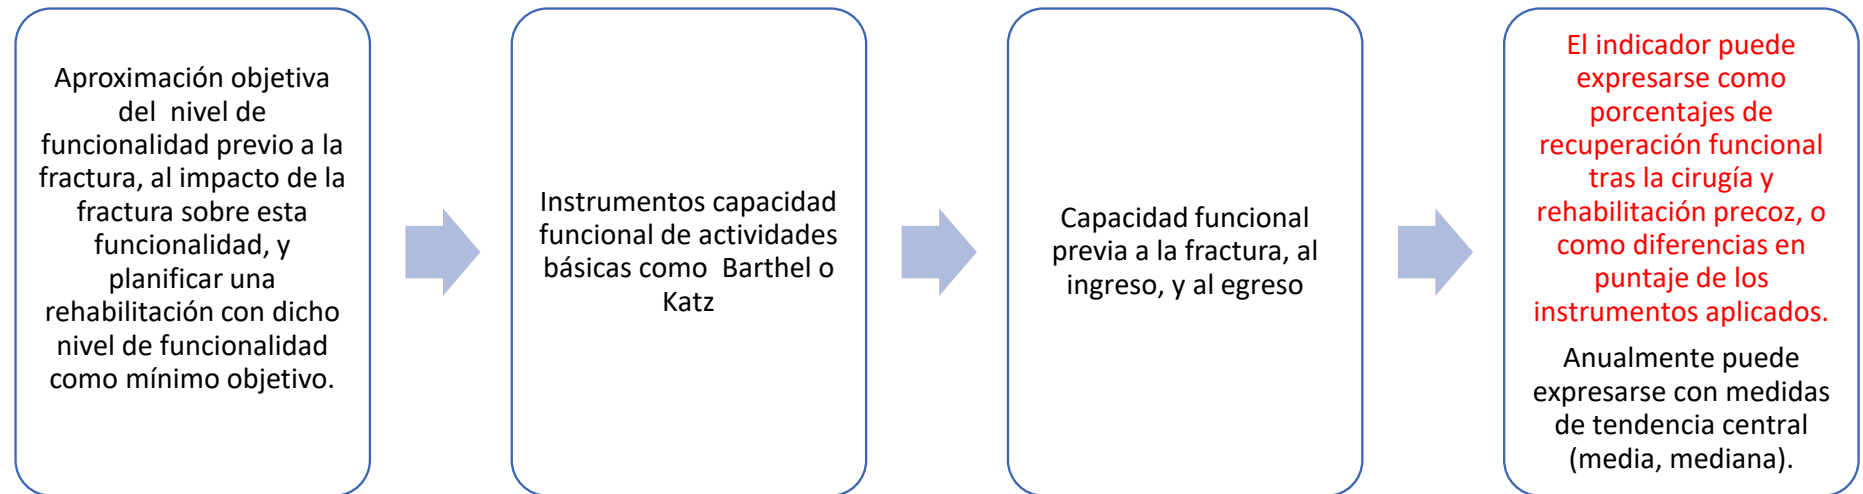 Aproximación objetiva
del nivel de
funcionalidad previo a la
fractura, al impacto de la
fractura sobre esta
funcionalidad, y
planificar una
rehabilitación con dicho
nivel de funcionalidad
como mínimo objetivo.
Instrumentos capacidad
funcional de actividades
básicas como Barthel o
Katz
Capacidad funcional
previa a la fractura, al
ingreso, y al egreso
El indicador puede
expresarse como
porcentajes de
recuperación funcional
tras la cirugía y
rehabilitación precoz, o
como diferencias en
puntaje de los
instrumentos aplicados.
Anualmente puede
expresarse con medidas
de tendencia central
(media, mediana).